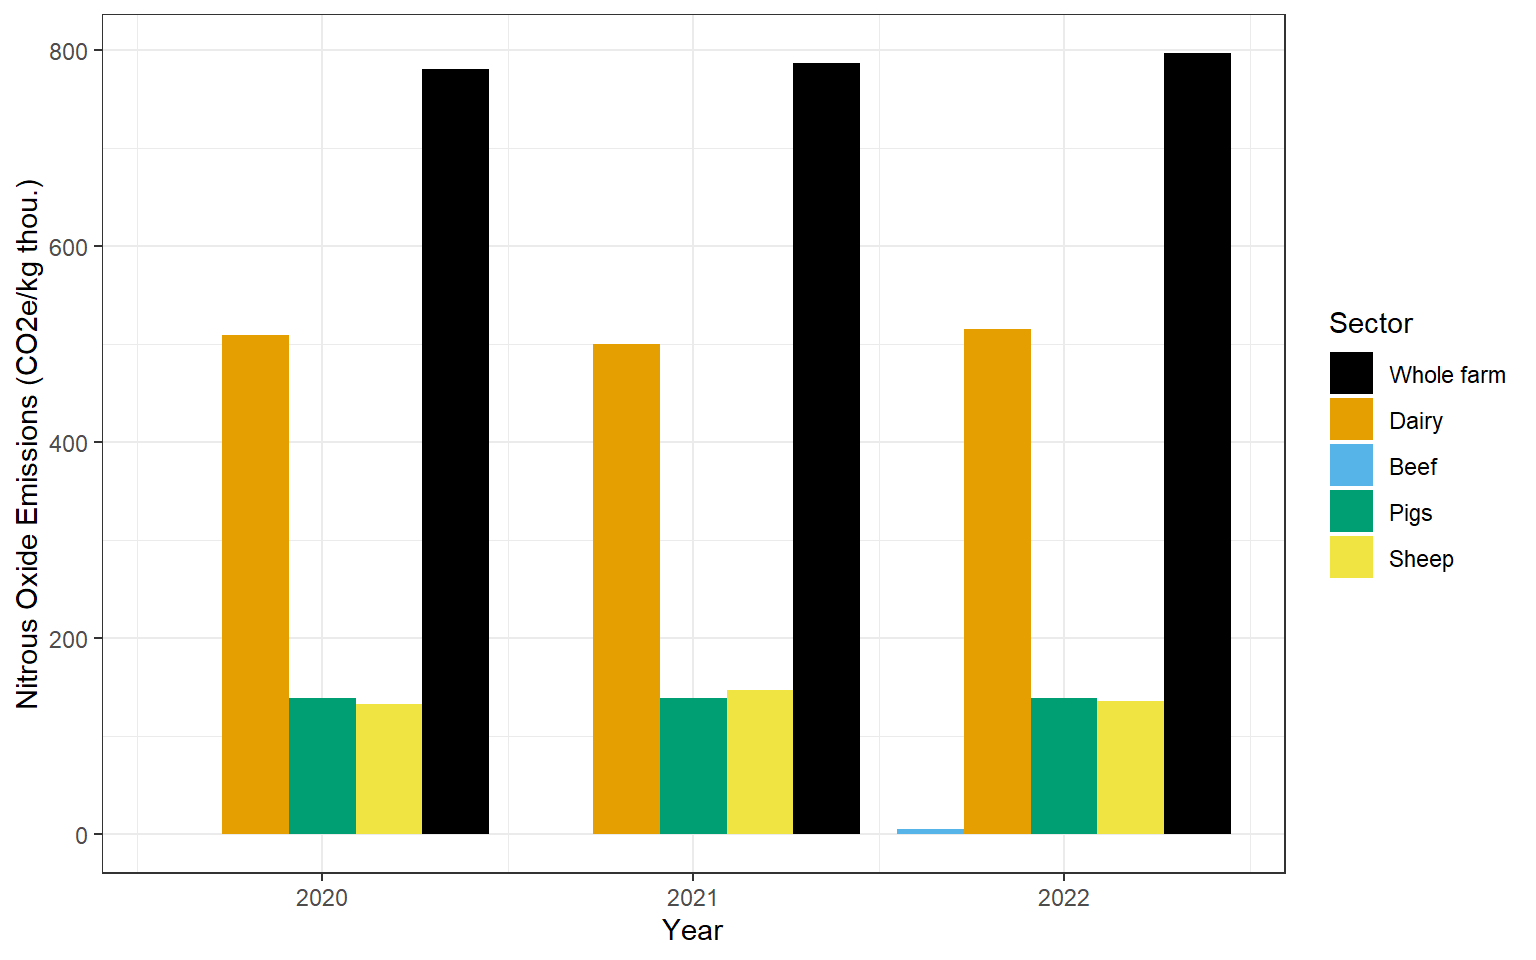 Nitrous Oxide Emissions (CO2e/kg thou.)
800
600
400
200
0
2020
2021
2022
Year
Sector
Whole farm
Dairy
Beef
Pigs
Sheep